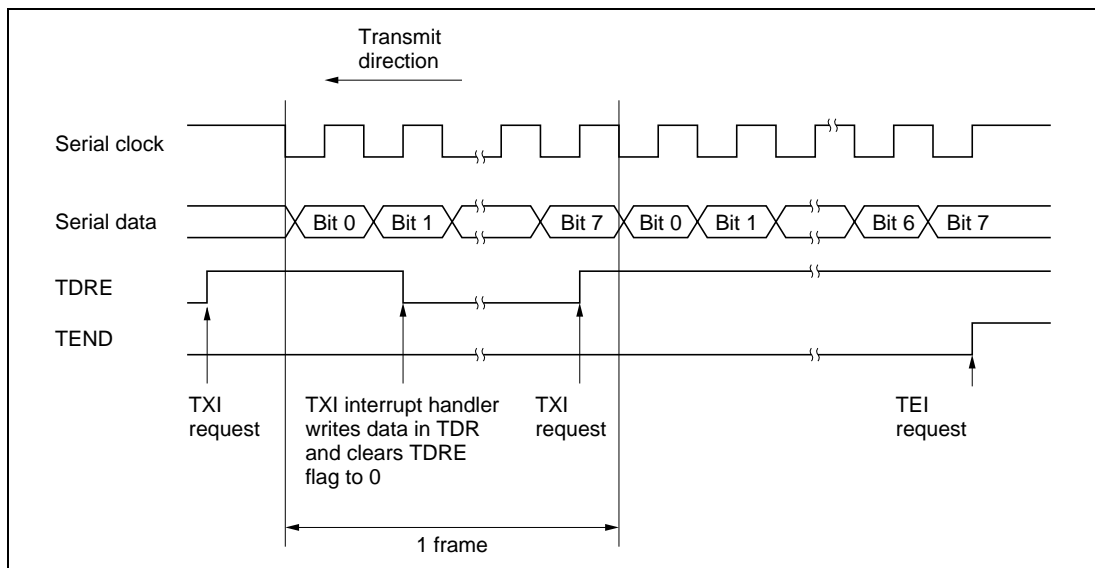 Transmit
direction
Serial clock
Serial data
Bit 0 Bit 1 Bit 7 Bit 0 Bit 1 Bit 6 Bit 7
TDRE
TEND
TXI
request
TXI interrupt handler
writes data in TDR
and clears TDRE
flag to 0
TXI
request
TEI
request
1 frame